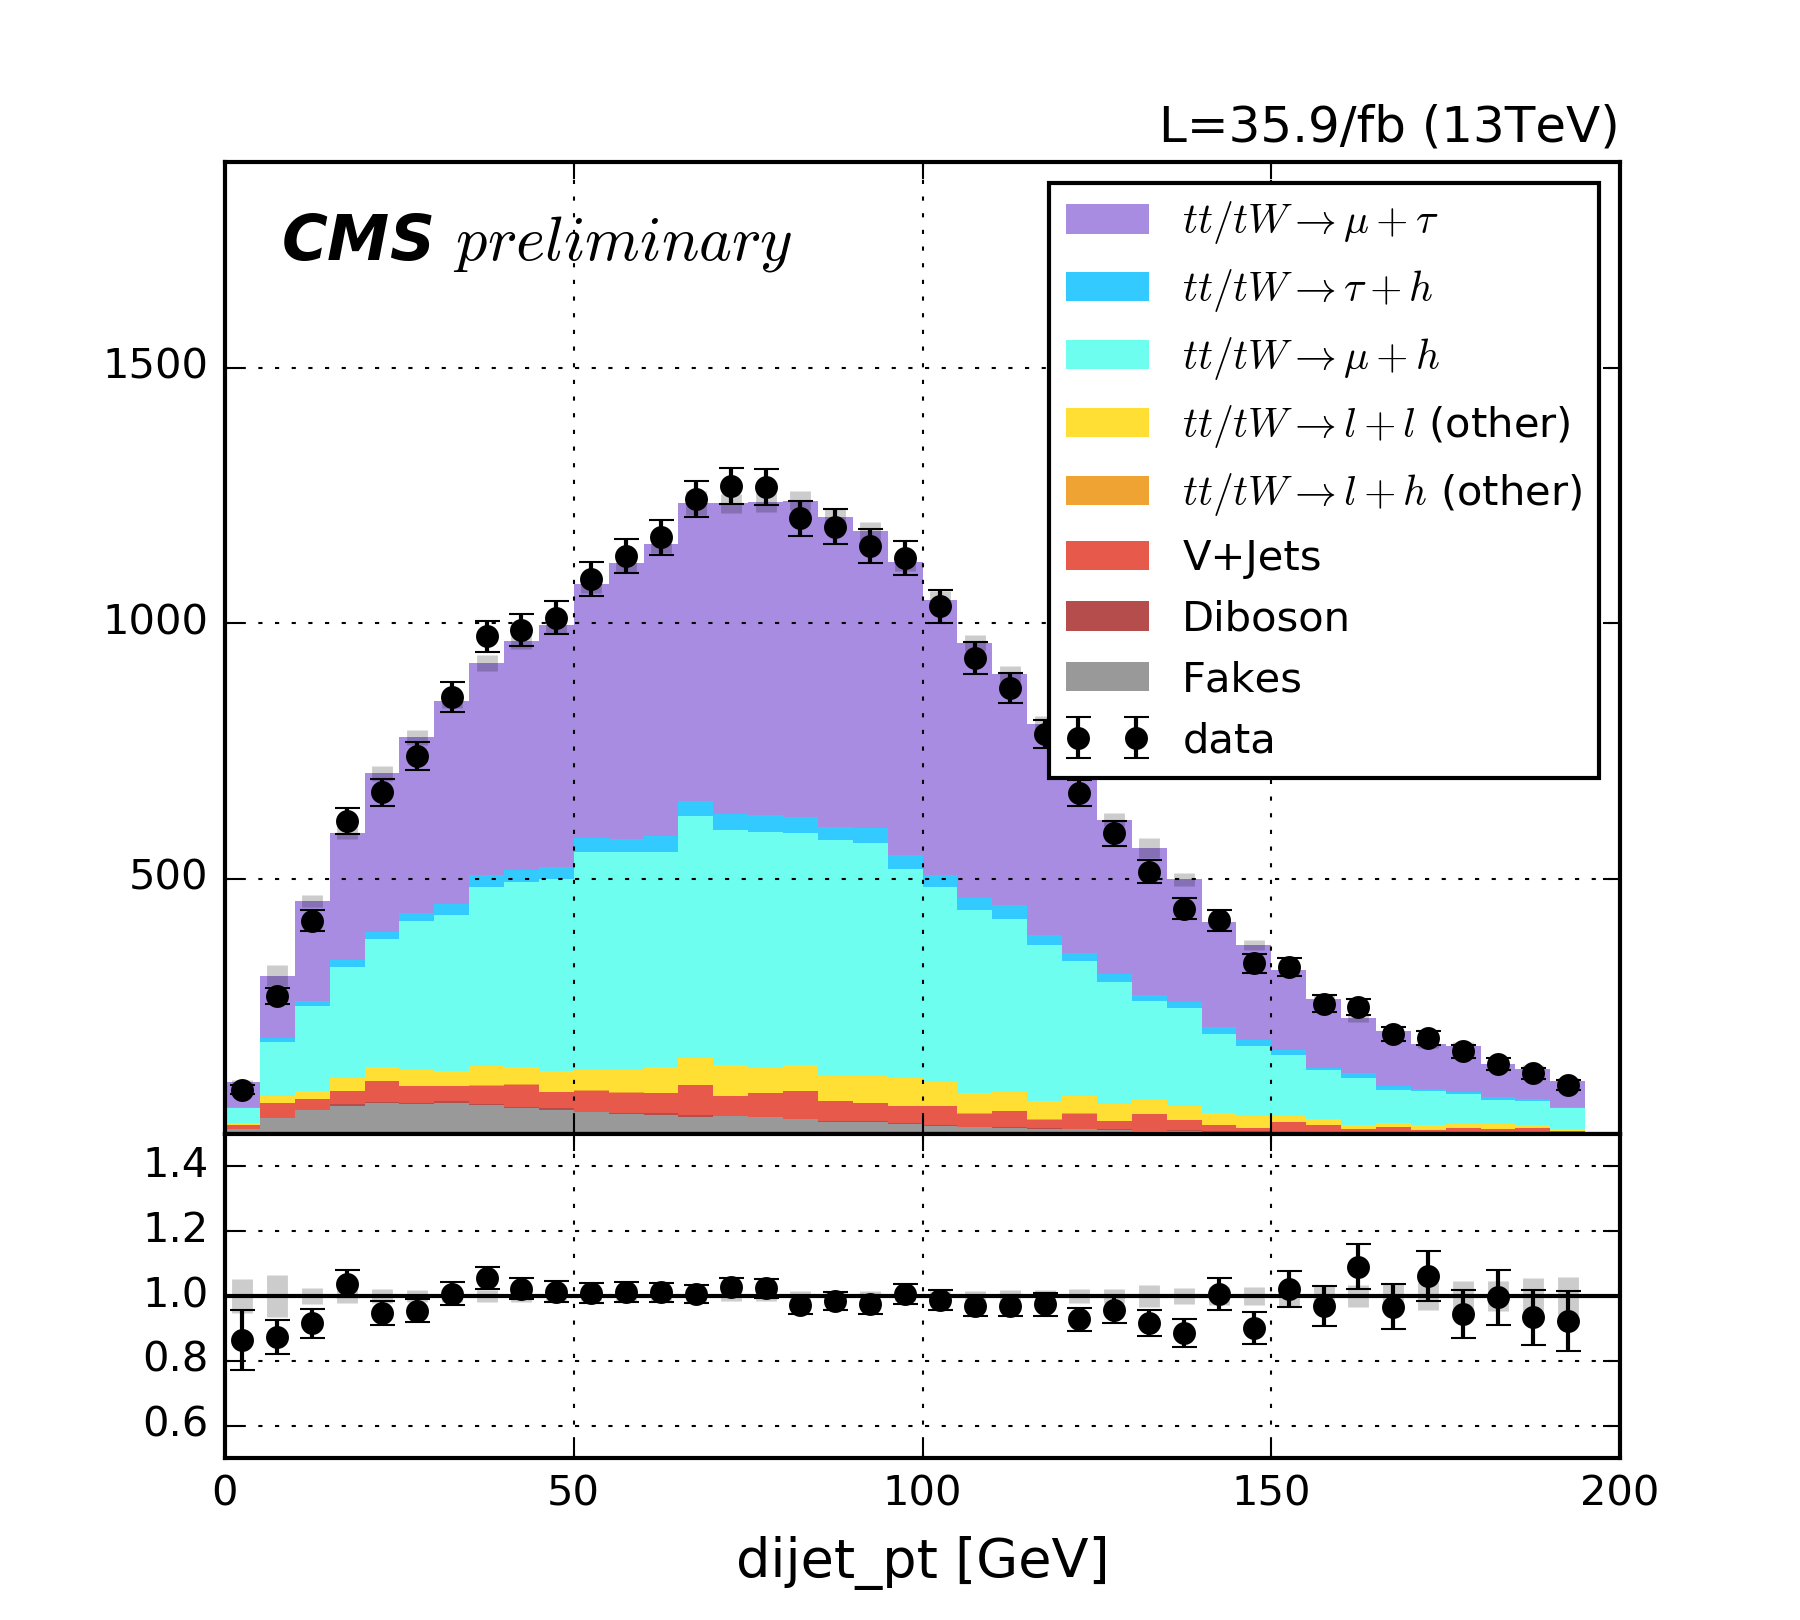 L=35.9/fb (13TeV)
CMS preliminary
tt/tW→μ+τ
tt/tW→τ+h
tt/tW→μ+h
tt/tW→l+l (other)
tt/tW→l+h (other)
V+Jets
Diboson
Fakes
data
1500
1000
500
1.4
1.2
1.0
0.8
0.6
0 50 100 150 200
dijet_pt [GeV]